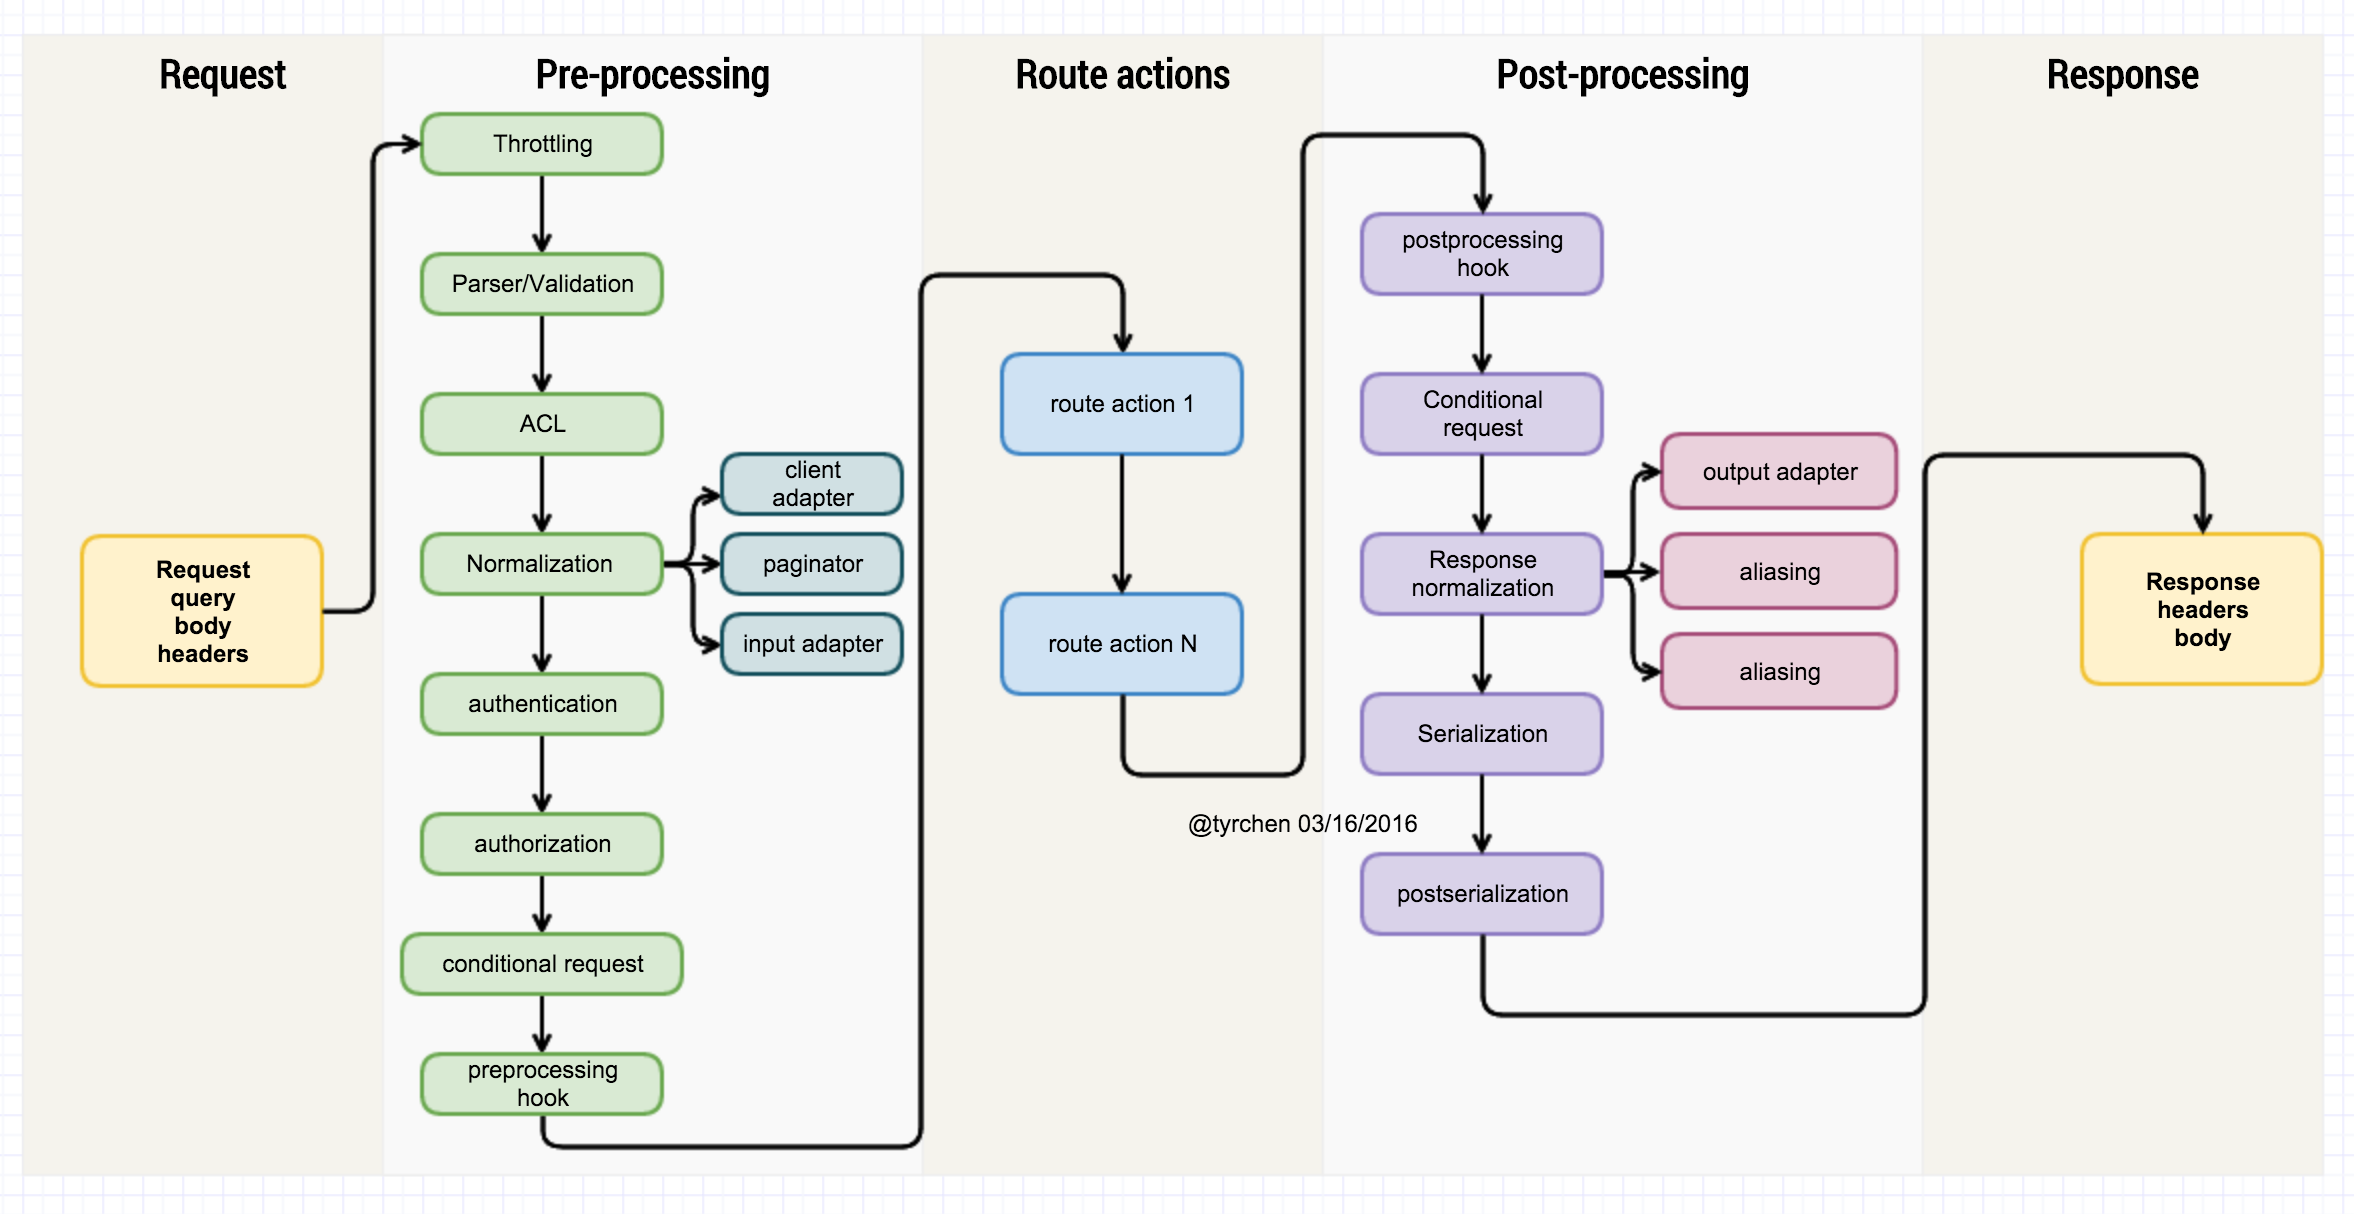 Request
Pre-processing
Route actions
Post-processing
Response
Request
query
body
headers
Throttling
Parser/Validation
ACL
Normalization
client
adapter
paginator
input adapter
authentication
authorization
conditional request
preprocessing
hook
route action 1
route action N
postprocessing
hook
Conditional
request
Response
normalization
output adapter
aliasing
aliasing
Serialization
@tyrchen 03/16/2016
postserialization
Response
headers
body